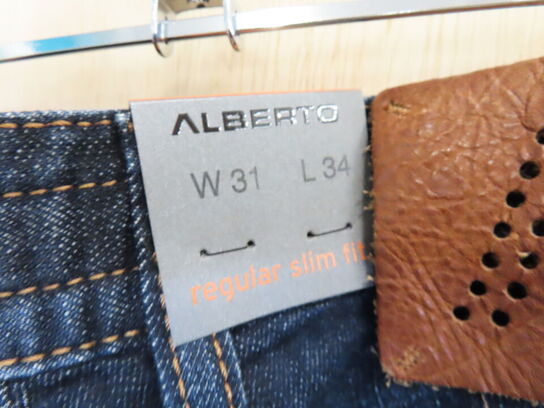 ALBERTO
W 31 L 34
regular slim fit